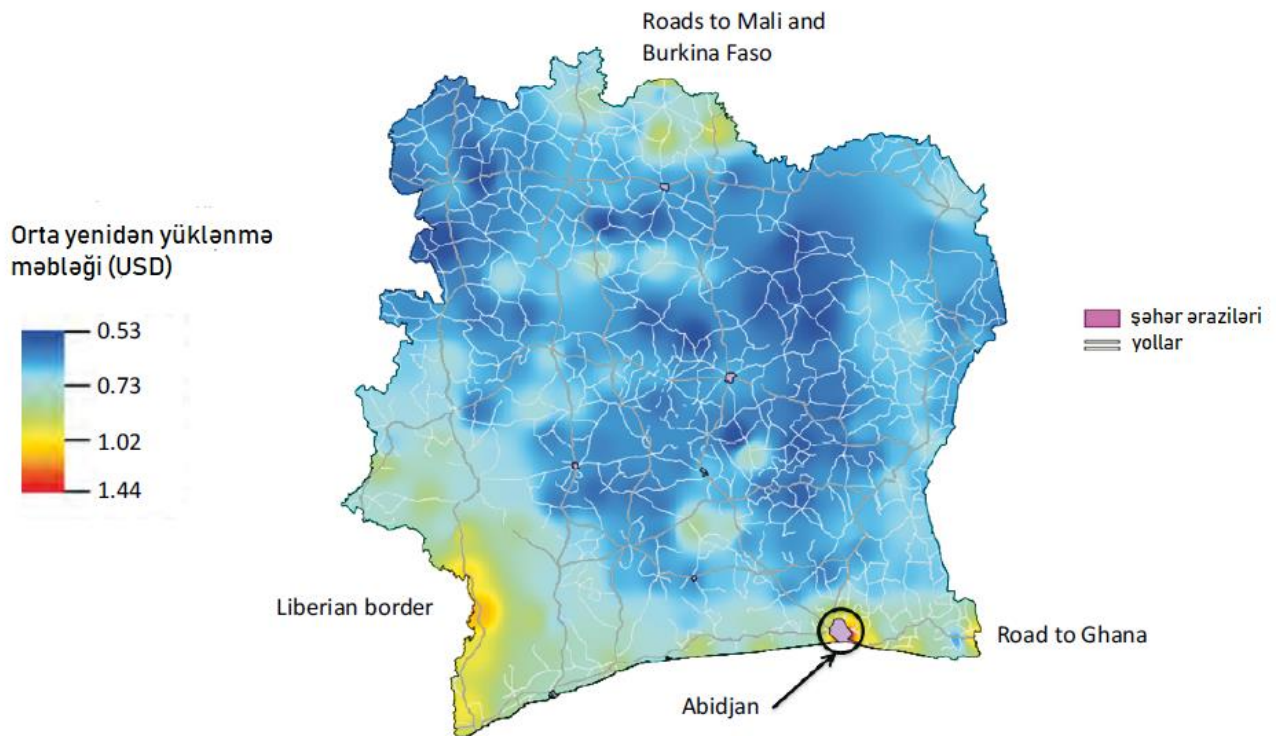 Roads to Mali and
Burkina Faso
Orta yenidən yüklənmə
məbləği (USD)
0.53
0.73
1.02
1.44
şəhər əraziləri
yollar
Liberian border
Road to Ghana
Abidjan